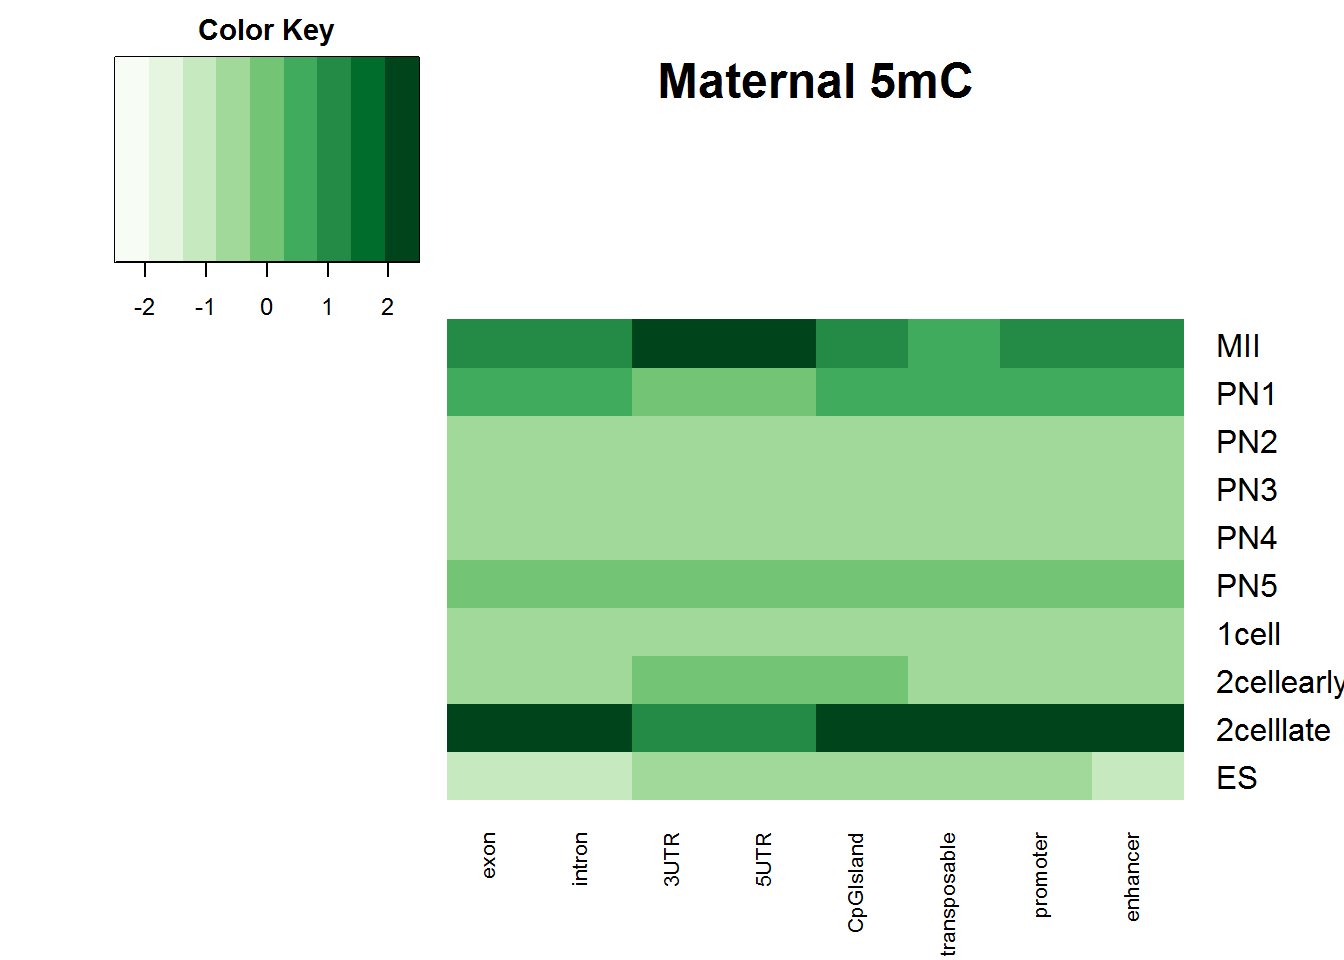 Color Key
Maternal 5mC
-2 -1 0 1 2
MII
PN1
PN2
PN3
PN4
PN5
1cell
2cellearly
2celllate
ES
exon
intron
3UTR
5UTR
CpGIsland
transposable
promoter
enhancer